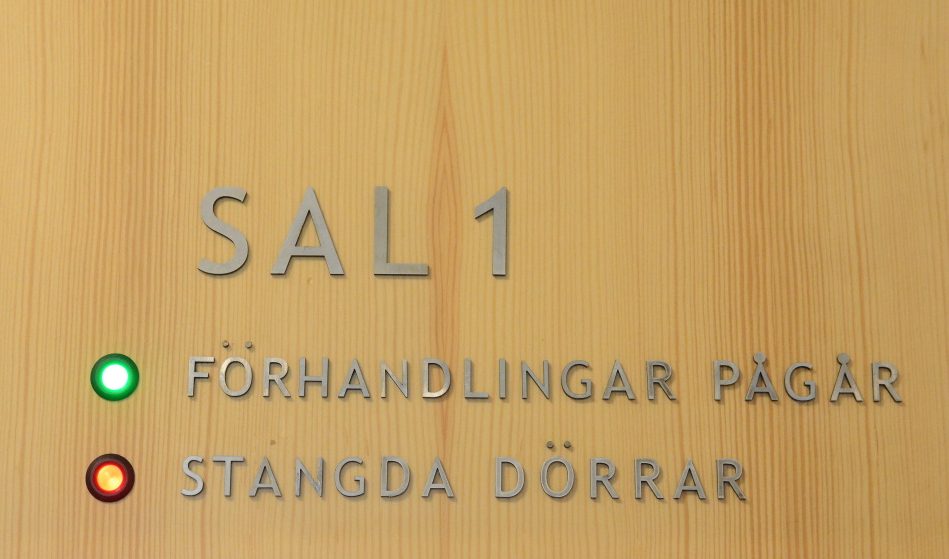 SAL 1
FÖRHANDLINGAR PÅGÅR
STANGDA DÖRRAR